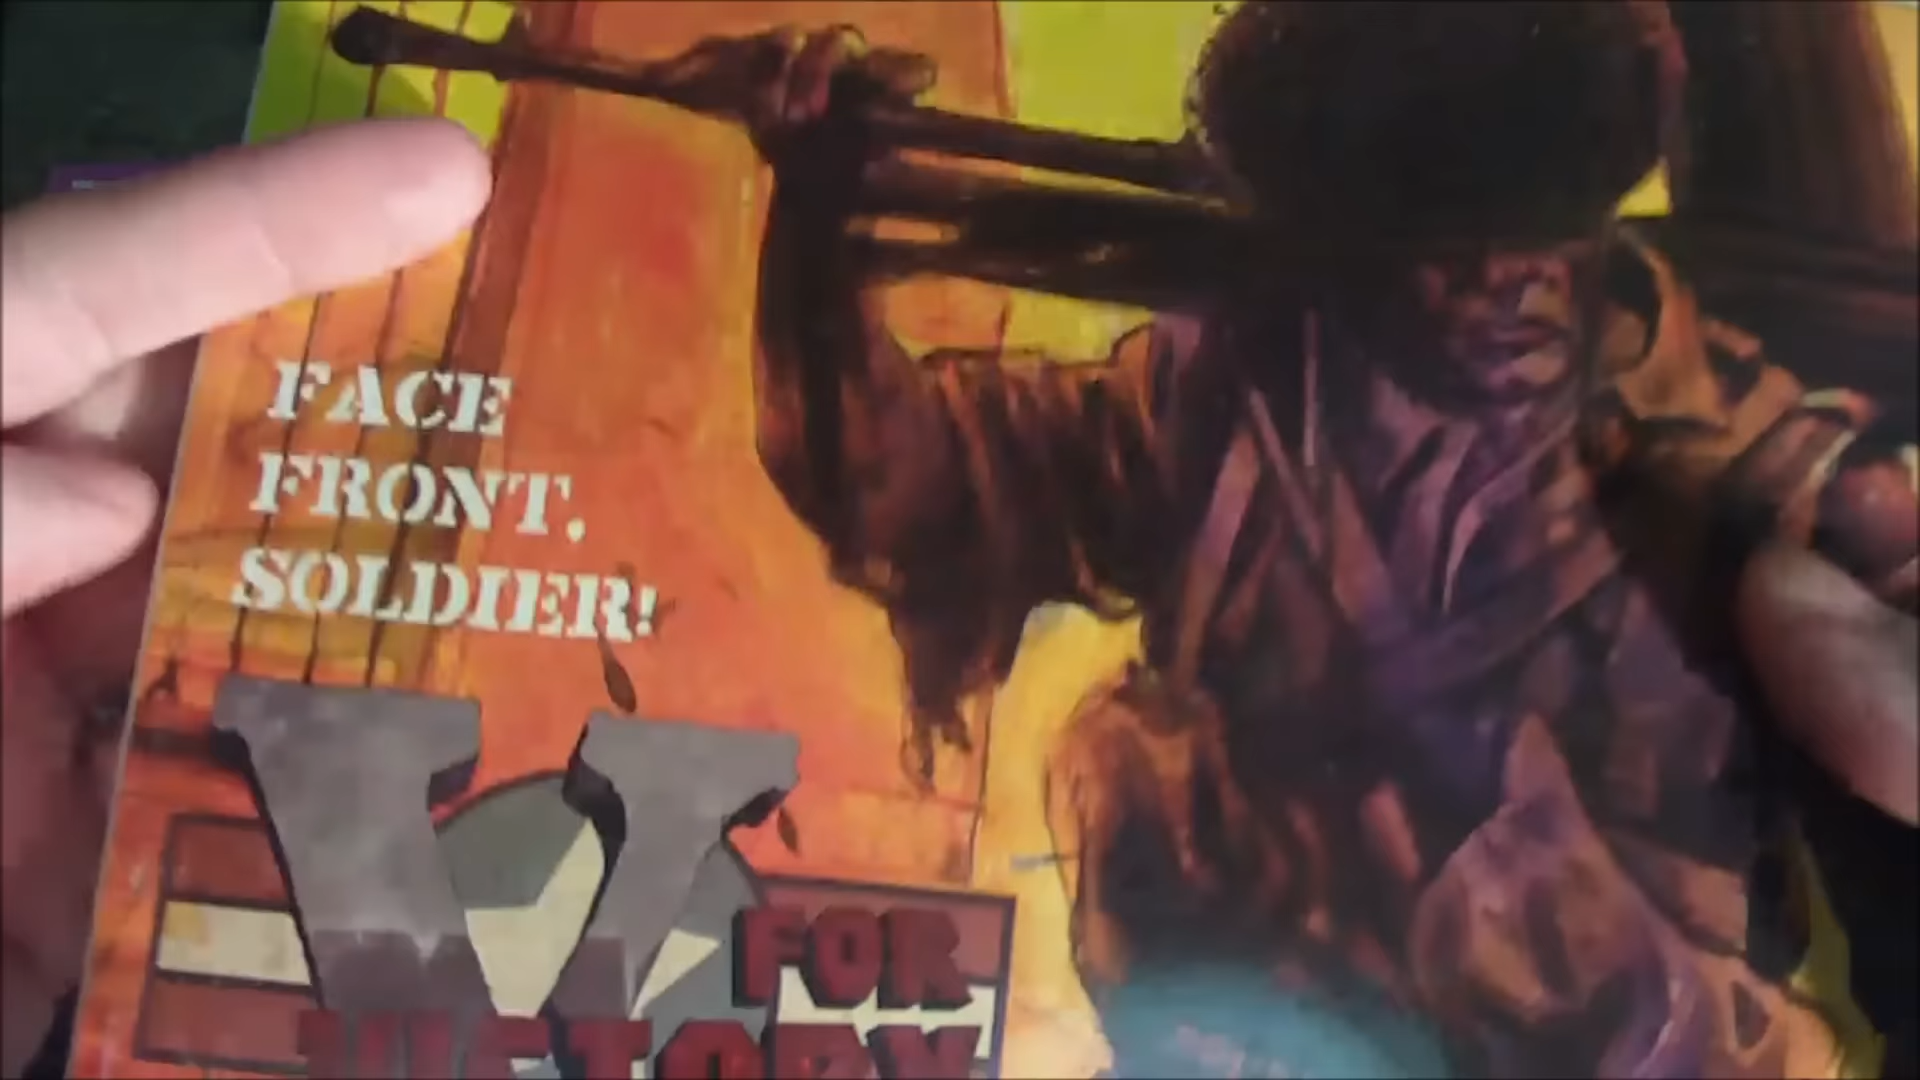 FACE
FRONT,
SOLDIER!
V
FOR
VICTORY